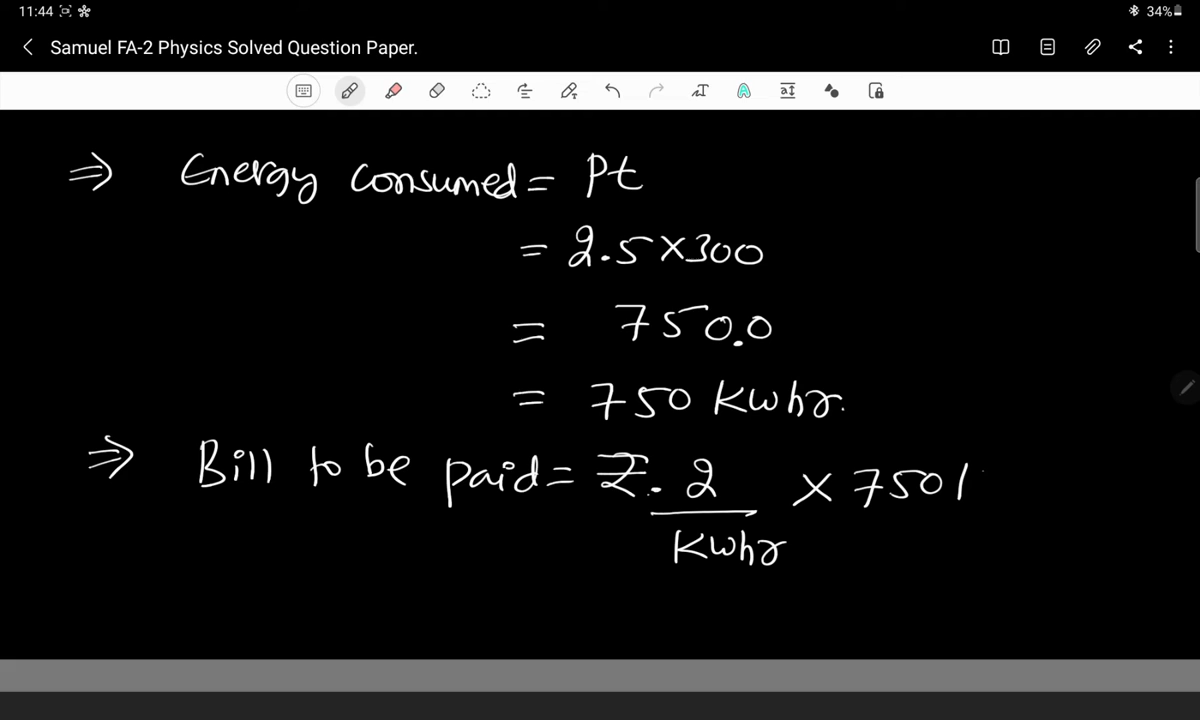 11:44
34%
Samuel FA-2 Physics Solved Question Paper.
⇒ Energy consumed = Pt
= 2.5×300
= 750.0
= 750 Kwhr.
⇒ Bill to be paid = ₹. 2 × 750
Kwhr